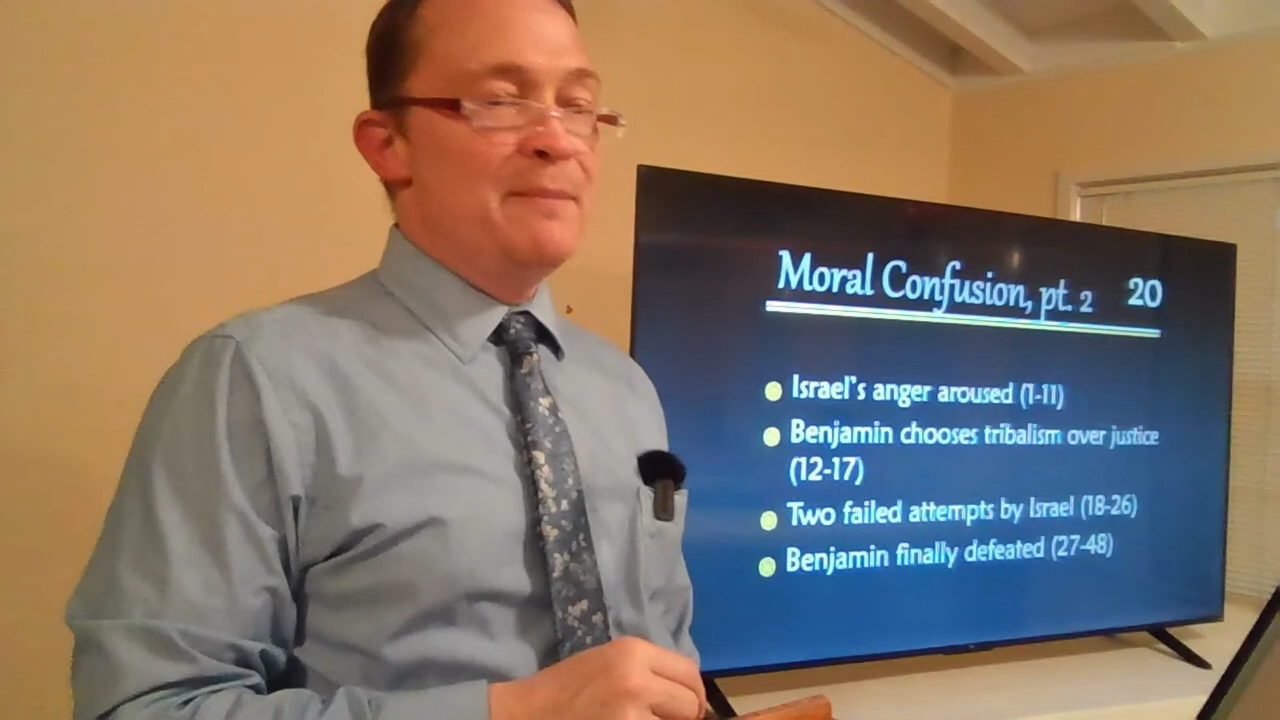 Moral Confusion, pt. 2 20
Israel's anger aroused (1-11)
Benjamin chooses tribalism over justice
(12-17)
Two failed attempts by Israel (18-26)
Benjamin finally defeated (27-48)